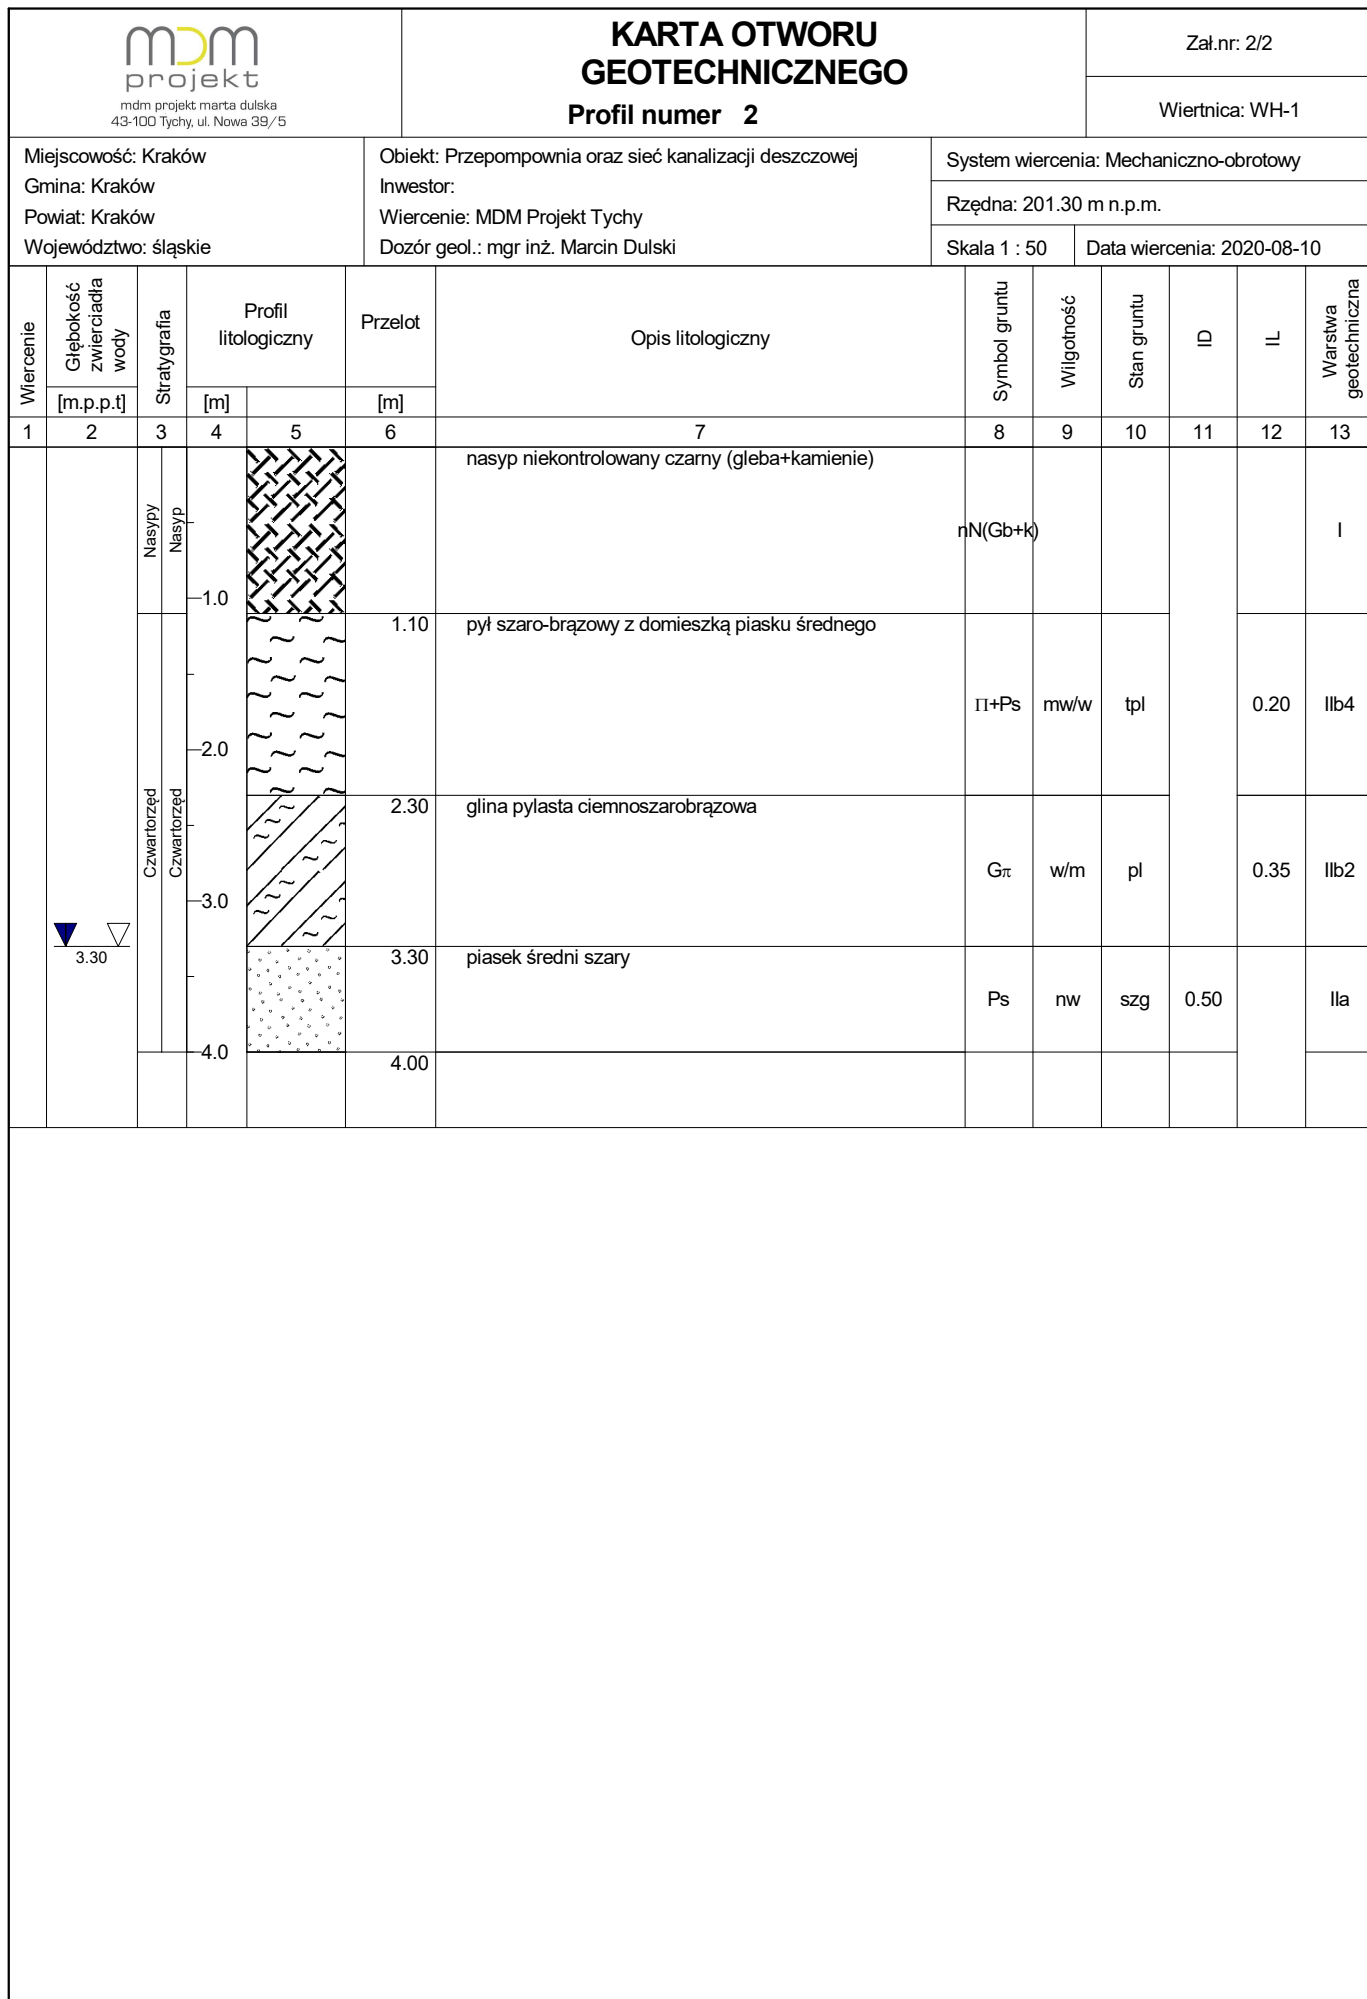 mdm
projekt
mdm projekt marta dulska
43-100 Tychy, ul. Nowa 39/5
KARTA OTWORU
GEOTECHNICZNEGO
Profil numer 2
Zał.nr: 2/2
Wiertnica: WH-1
Miejscowość: Kraków
Gmina: Kraków
Powiat: Kraków
Województwo: śląskie
Obiekt: Przepompownia oraz sieć kanalizacji deszczowej
Inwestor:
Wiercenie: MDM Projekt Tychy
Dozór geol.: mgr inż. Marcin Dulski
System wiercenia: Mechaniczno-obrotowy
Rzędna: 201.30 m n.p.m.
Skala 1 : 50
Data wiercenia: 2020-08-10
Wiercenie
Głębokość
zwierciadła
wody
[m.p.p.t]
Stratygrafia
Profil
litologiczny
[m]
Przelot
[m]
Opis litologiczny
Symbol gruntu
Wilgotność
Stan gruntu
ID
IL
Warstwa
geotechniczna
1 2 3 4 5 6 7 8 9 10 11 12 13
Nasypy
Nasyp
nasyp niekontrolowany czarny (gleba+kamienie)
nN(Gb+k)
I
1.0
1.10
pył szaro-brązowy z domieszką piasku średniego
Π+Ps mw/w tpl 0.20 IIb4
2.0
Czwartorzęd
Czwartorzęd
2.30
glina pylasta ciemnoszarobrązowa
Gπ w/m pl 0.35 IIb2
3.0
3.30
3.30
piasek średni szary
Ps nw szg 0.50 IIa
4.0
4.00